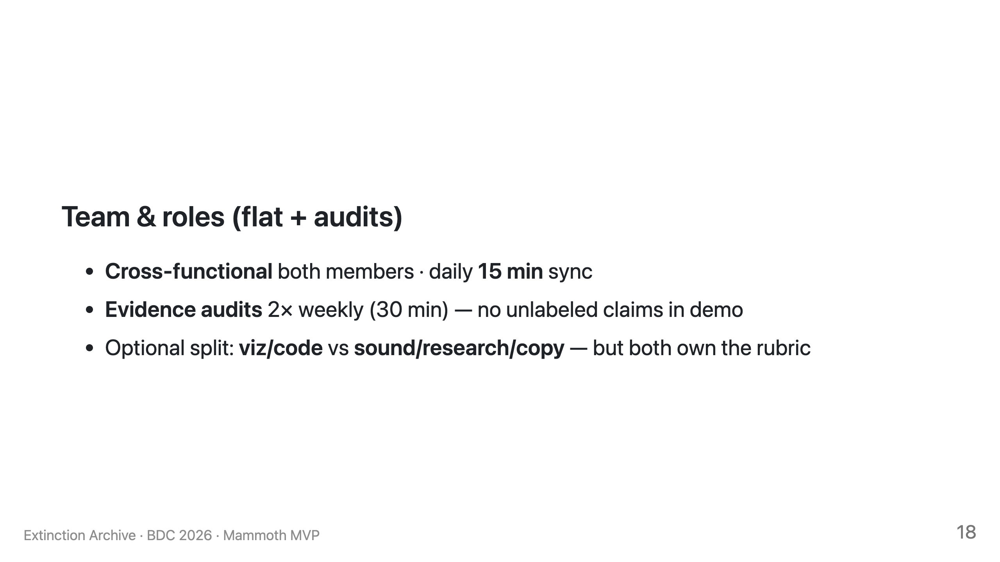 Team & roles (flat + audits)
• Cross-functional both members · daily 15 min sync
• Evidence audits 2× weekly (30 min) — no unlabeled claims in demo
• Optional split: viz/code vs sound/research/copy — but both own the rubric
Extinction Archive · BDC 2026 · Mammoth MVP
18